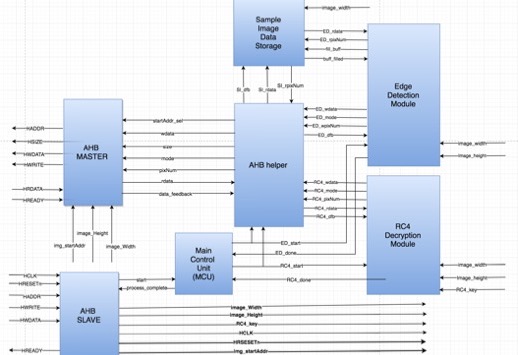 Sample
Image
Data
Storage
image_width
ED_rdata
ED_rpxNum
fil_buff
buff_filled
Edge
Detection
Module
SI_dfb
SI_rdata
SI_rpxNum
AHB
MASTER
HADDR
HSIZE
HWDATA
HWRITE
HRDATA
HREADY
startAddr_sel
wdata
size
mode
pixNum
rdata
data_feedback
AHB helper
ED_wdata
ED_mode
ED_wpixNum
ED_dfb
image_width
image_height
RC4_wdata
RC4_mode
RC4_pixNum
RC4_rdata
RC4_dfb
RC4
Decryption
Module
img_startAddr
image_Height
image_Width
Main
Control
Unit
(MCU)
ED_start
ED_done
RC4_start
RC4_done
image_width
image_height
RC4_key
HCLK
HRESETn
HADDR
HWRITE
HWDATA
HREADY
AHB
SLAVE
start
process_complete
Image_Width
Image_Height
RC4_key
HCLK
HRSESETn
img_startAddr